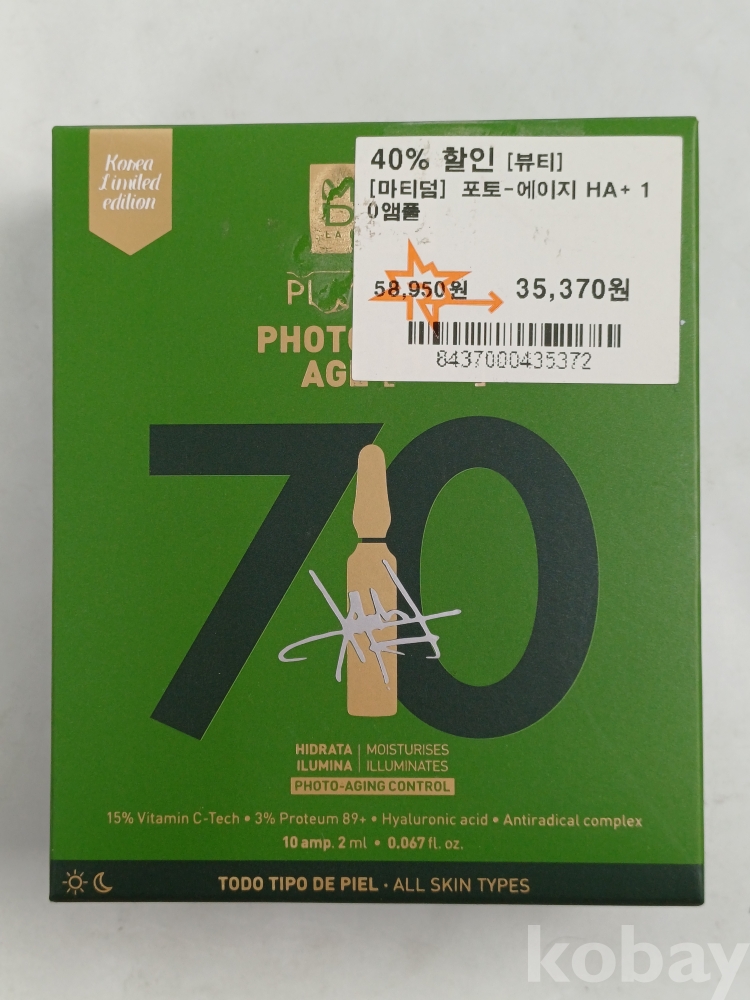 Korea
Limited
edition
40% 할인 [뷰티]
[마티덤] 포토-에이지 HA+ 1
0앰플
58,950원 35,370원
8437000435372
70
HIDRATA | MOISTURISES
ILUMINA | ILLUMINATES
PHOTO-AGING CONTROL
15% Vitamin C-Tech • 3% Proteum 89+ • Hyaluronic acid • Antiradical complex
10 amp. 2 ml • 0.067 fl. oz.
TODO TIPO DE PIEL · ALL SKIN TYPES
kobay